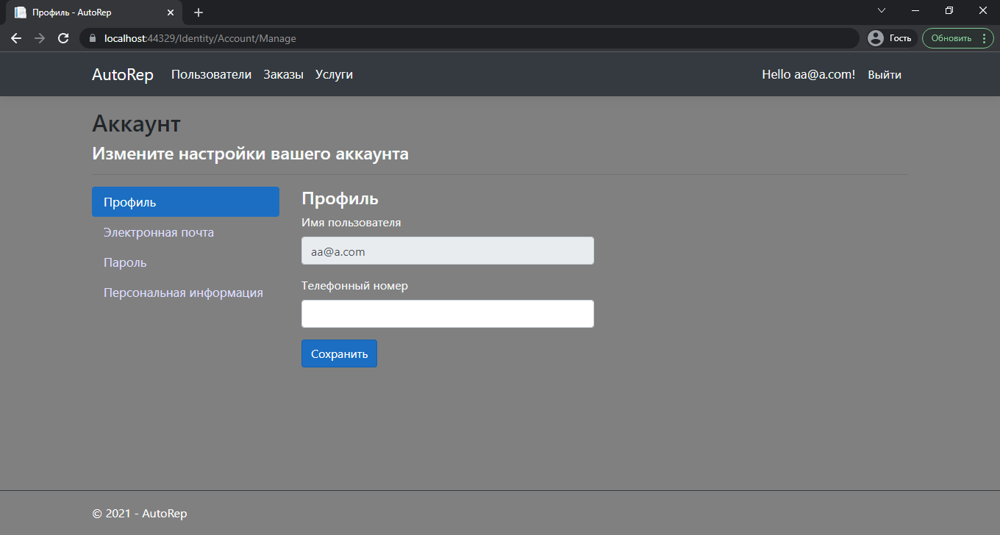 Профиль - AutoRep
localhost:44329/Identity/Account/Manage
Гость
Обновить
AutoRep Пользователи Заказы Услуги Hello aa@a.com! Выйти
Аккаунт
Измените настройки вашего аккаунта
Профиль
Электронная почта
Пароль
Персональная информация
Профиль
Имя пользователя
aa@a.com
Телефонный номер
Сохранить
© 2021 - AutoRep